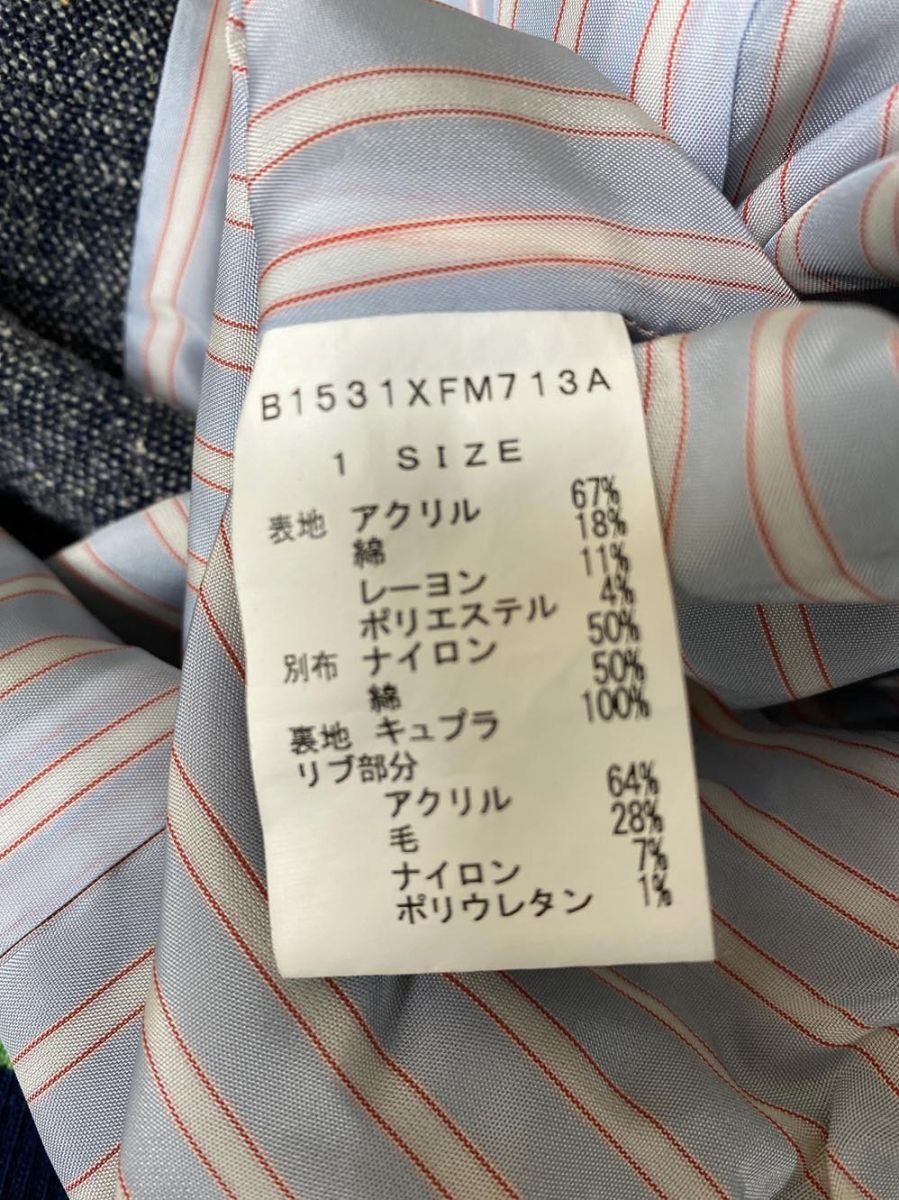 B1531XFM713A
1 SIZE
表地 アクリル 67%
綿 18%
レーヨン 11%
ポリエステル 4%
別布 ナイロン 50%
綿 50%
裏地 キュプラ 100%
リブ部分
アクリル 64%
毛 28%
ナイロン 7%
ポリウレタン 1%